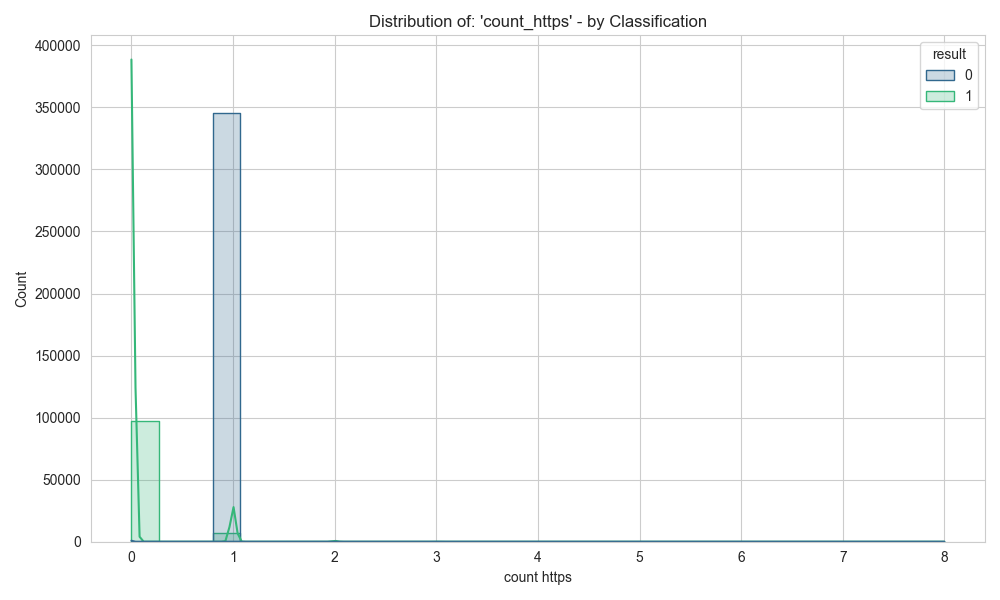 Distribution of: 'count_https' - by Classification
400000
350000
300000
250000
200000
150000
100000
50000
0
Count
result
0
1
0 1 2 3 4 5 6 7 8
count https